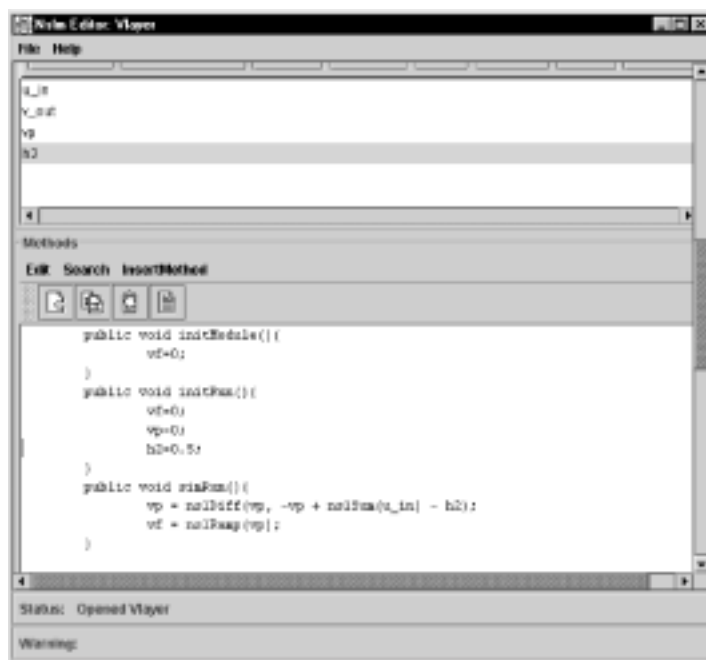 Nslm Editor: Vlayer
File Help
u_in
v_out
vp
h2
Methods
Edit Search InsertMethod
public void initModule(){
vf=0;
}
public void initRun(){
vf=0;
vp=0;
h2=0.5;
}
public void simRun(){
vp = nslDiff(vp, -vp + nslSum(u_in) - h2);
vf = nslRamp(vp);
}
Status: Opened Vlayer
Warning: